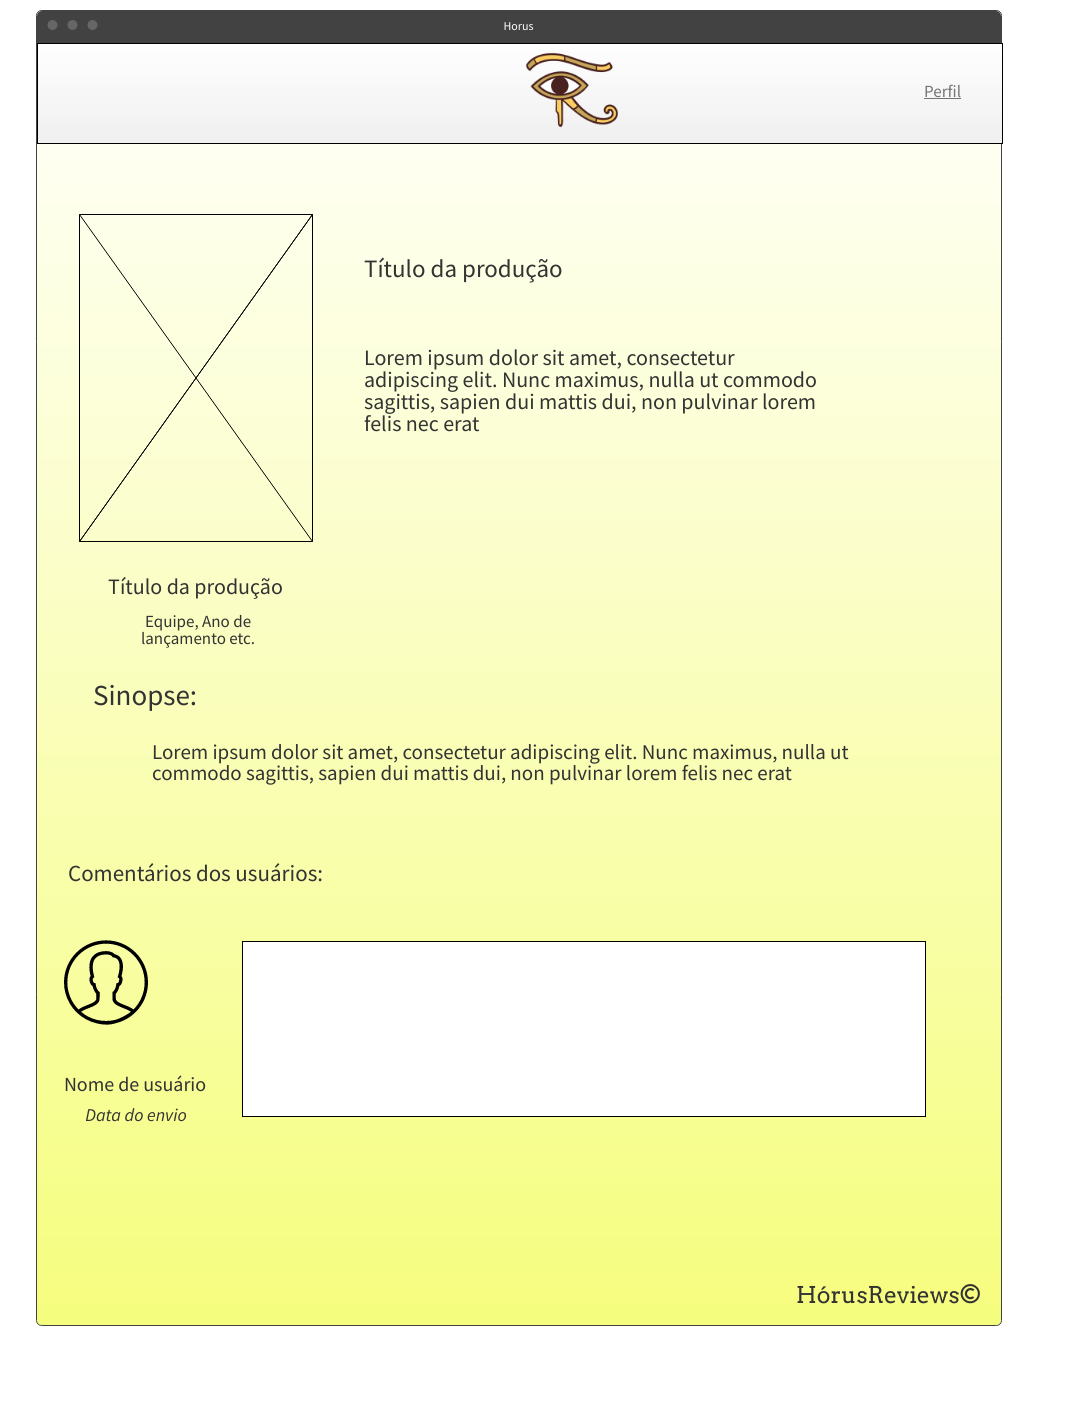 Horus
Perfil
Título da produção
Lorem ipsum dolor sit amet, consectetur
adipiscing elit. Nunc maximus, nulla ut commodo
sagittis, sapien dui mattis dui, non pulvinar lorem
felis nec erat
Título da produção
Equipe, Ano de
lançamento etc.
Sinopse:
Lorem ipsum dolor sit amet, consectetur adipiscing elit. Nunc maximus, nulla ut
commodo sagittis, sapien dui mattis dui, non pulvinar lorem felis nec erat
Comentários dos usuários:
Nome de usuário
Data do envio
HórusReviews©